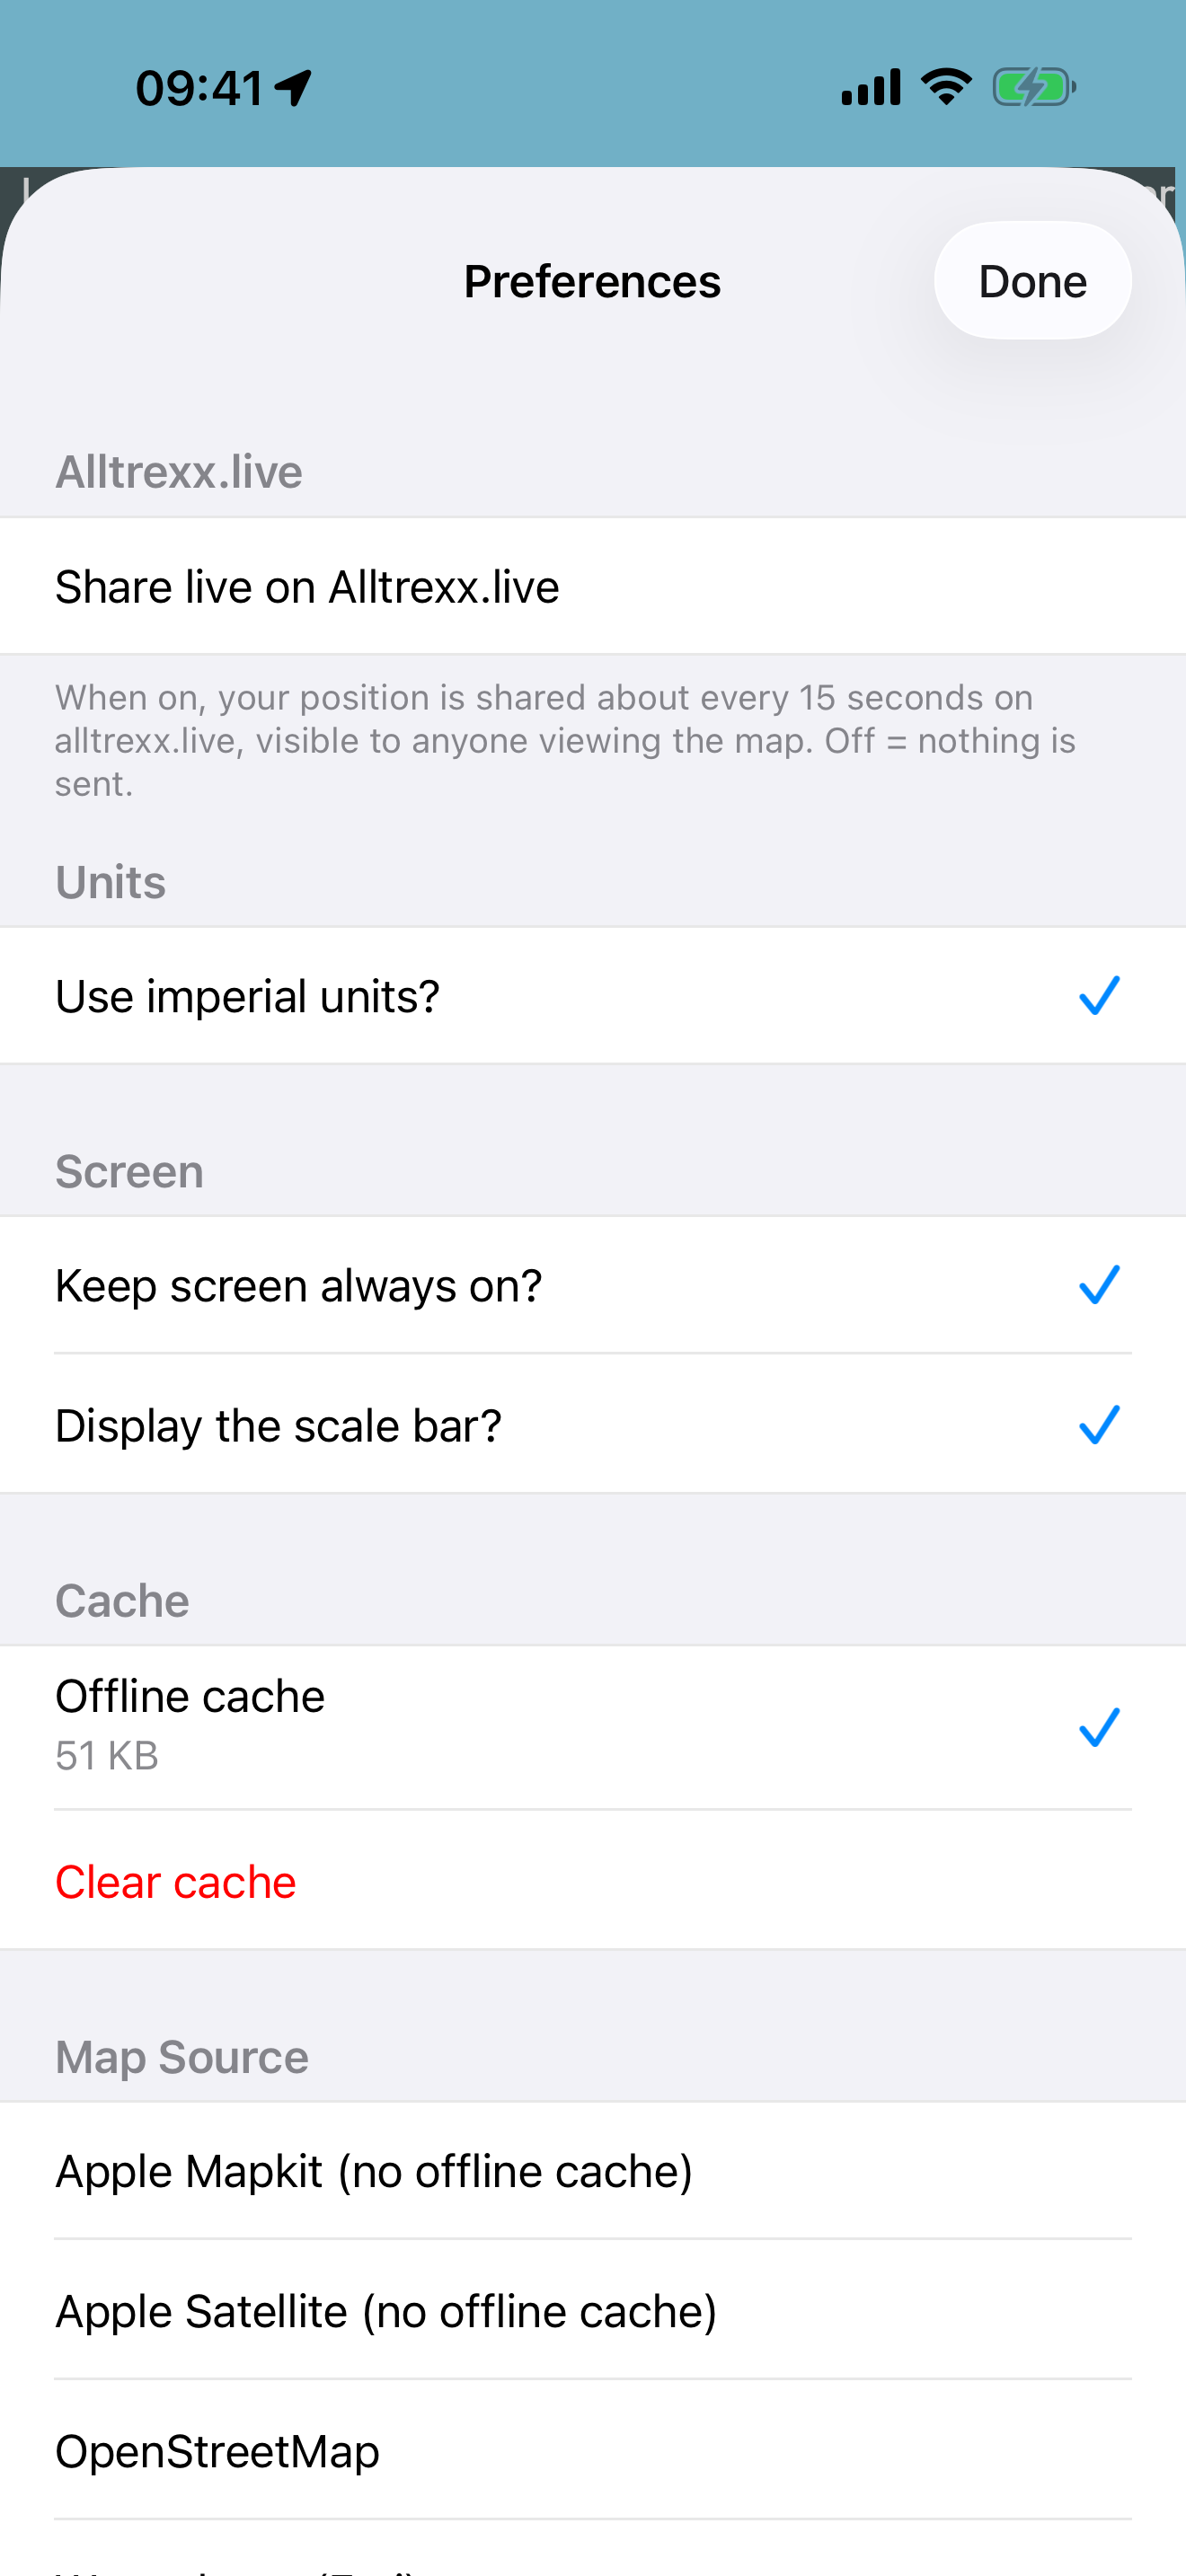 09:41
Preferences
Done
Alltrexx.live
Share live on Alltrexx.live
When on, your position is shared about every 15 seconds on
alltrexx.live, visible to anyone viewing the map. Off = nothing is
sent.
Units
Use imperial units?
Screen
Keep screen always on?
Display the scale bar?
Cache
Offline cache
51 KB
Clear cache
Map Source
Apple Mapkit (no offline cache)
Apple Satellite (no offline cache)
OpenStreetMap